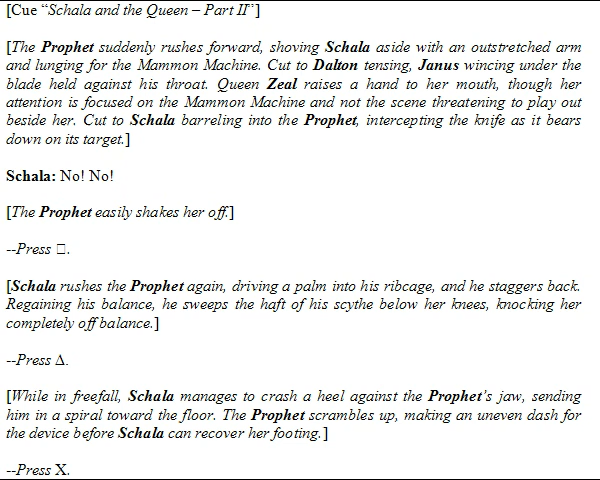 [Cue “Schala and the Queen – Part II”]
[The Prophet suddenly rushes forward, shoving Schala aside with an outstretched arm
and lunging for the Mammon Machine. Cut to Dalton tensing, Janus wincing under the
blade held against his throat. Queen Zeal raises a hand to her mouth, though her
attention is focused on the Mammon Machine and not the scene threatening to play out
beside her. Cut to Schala barreling into the Prophet, intercepting the knife as it bears
down on its target.]
Schala: No! No!
[The Prophet easily shakes her off.]
--Press □.
[Schala rushes the Prophet again, driving a palm into his ribcage, and he staggers back.
Regaining his balance, he sweeps the haft of his scythe below her knees, knocking her
completely off balance.]
--Press Δ.
[While in freefall, Schala manages to crash a heel against the Prophet’s jaw, sending
him in a spiral toward the floor. The Prophet scrambles up, making an uneven dash for
the device before Schala can recover her footing.]
--Press X.